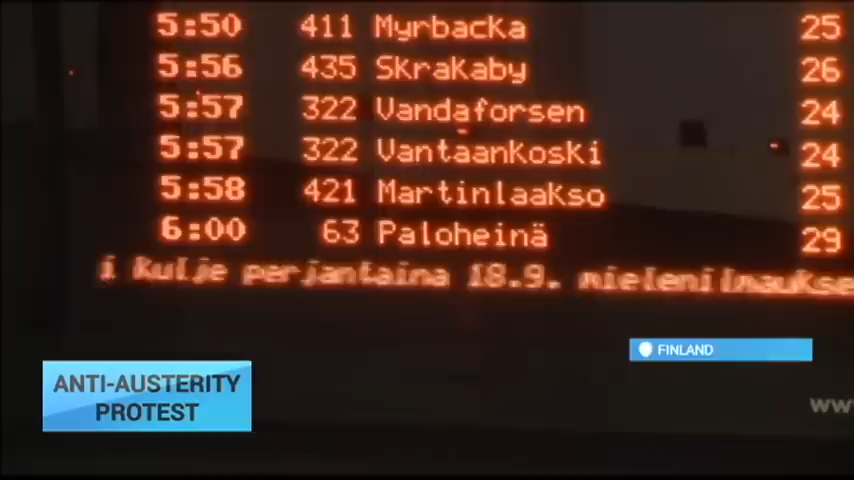 5:50 411 Myrbacka 25
5:56 435 Skrakaby 26
5:57 322 Vandaforsen 24
5:57 322 Vantaankoski 24
5:58 421 Martinlaakso 25
6:00 63 Paloheinä 29
i kulje perjantaina 18.9. mielenilmaukse
FINLAND
ANTI-AUSTERITY
PROTEST
ww